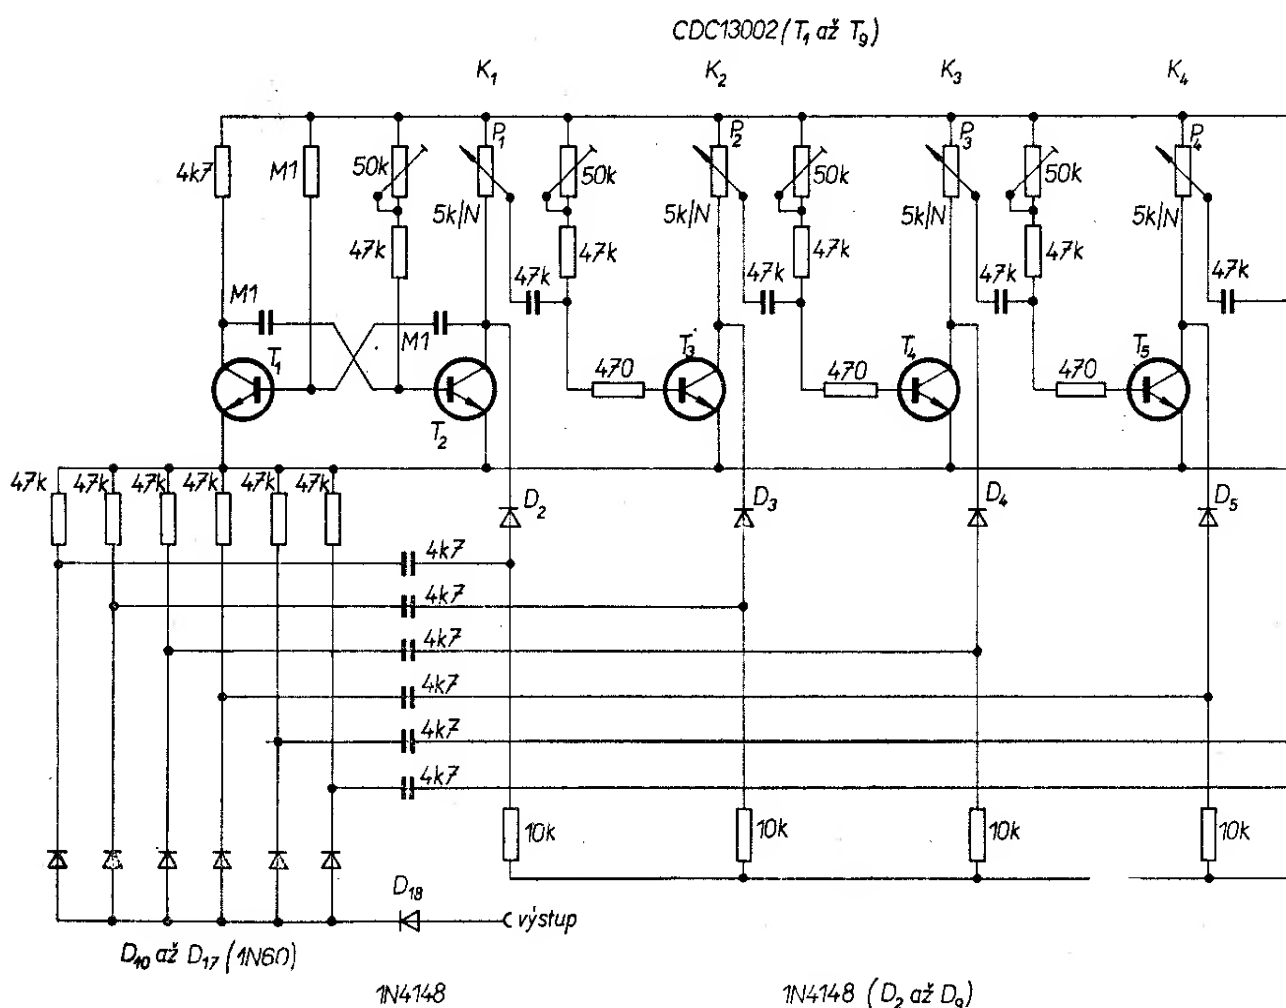 CDC13002 (T₁ až T₉)
K₁ K₂ K₃ K₄
P₁ P₂ P₃ P₄
4k7 M1 50k 50k 50k 50k
5k/N 5k/N 5k/N 5k/N
47k 47k 47k 47k
47k 47k 47k 47k
M1 M1
T₁ T₂ T₃ T₄ T₅
470 470 470
47k 47k 47k 47k 47k 47k
D₂ D₃ D₄ D₅
4k7
4k7
4k7
4k7
4k7
4k7
10k 10k 10k 10k
D₁₈
výstup
D₁₀ až D₁₇ (1N60)
1N4148 1N4148 (D₂ až D₉)